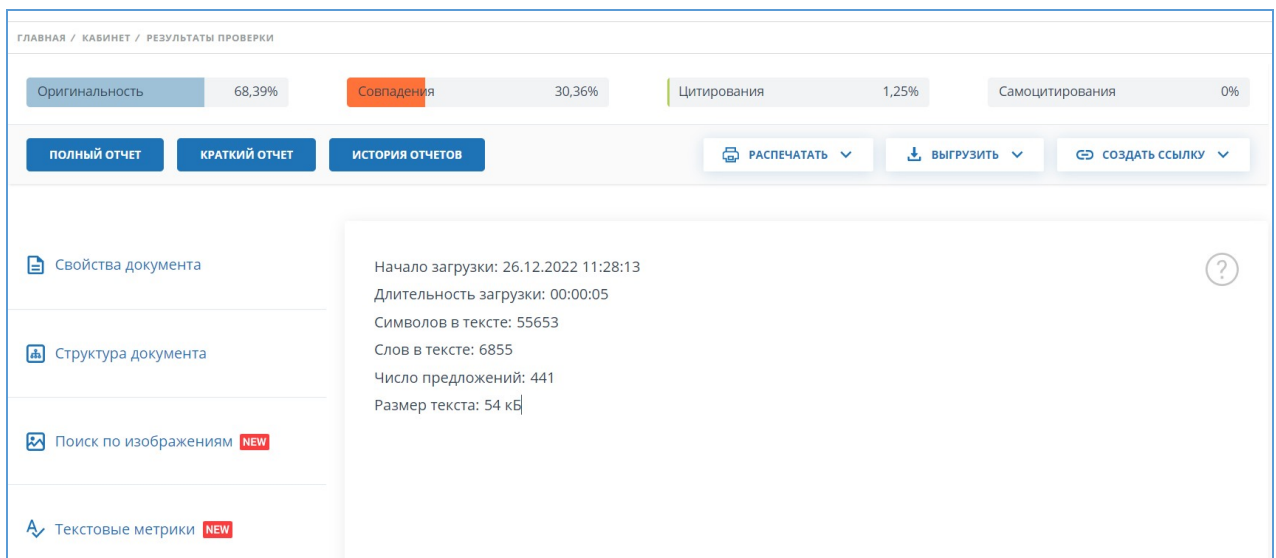 ГЛАВНАЯ / КАБИНЕТ / РЕЗУЛЬТАТЫ ПРОВЕРКИ
Оригинальность 68,39% Совпадения 30,36% Цитирования 1,25% Самоцитирования 0%
ПОЛНЫЙ ОТЧЕТ КРАТКИЙ ОТЧЕТ ИСТОРИЯ ОТЧЕТОВ РАСПЕЧАТАТЬ ВЫГРУЗИТЬ СОЗДАТЬ ССЫЛКУ
Свойства документа
Структура документа
Поиск по изображениям NEW
Текстовые метрики NEW
Начало загрузки: 26.12.2022 11:28:13
Длительность загрузки: 00:00:05
Символов в тексте: 55653
Слов в тексте: 6855
Число предложений: 441
Размер текста: 54 кБ
?